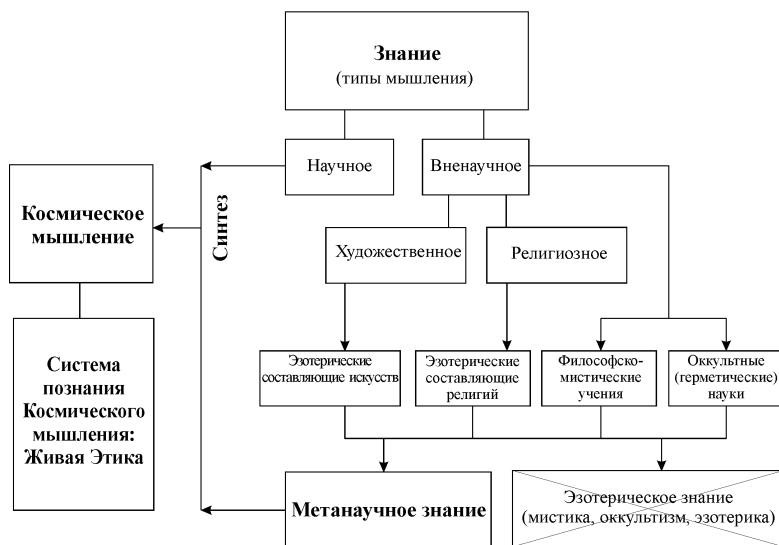 Знание
(типы мышления)
Научное
Вненаучное
Космическое
мышление
Синтез
Художественное
Религиозное
Система
познания
Космического
мышления:
Живая Этика
Эзотерические
составляющие искусств
Эзотерические
составляющие
религий
Философско-
мистические
учения
Оккультные
(герметические)
науки
Метанаучное знание
Эзотерическое знание
(мистика, оккультизм, эзотерика)